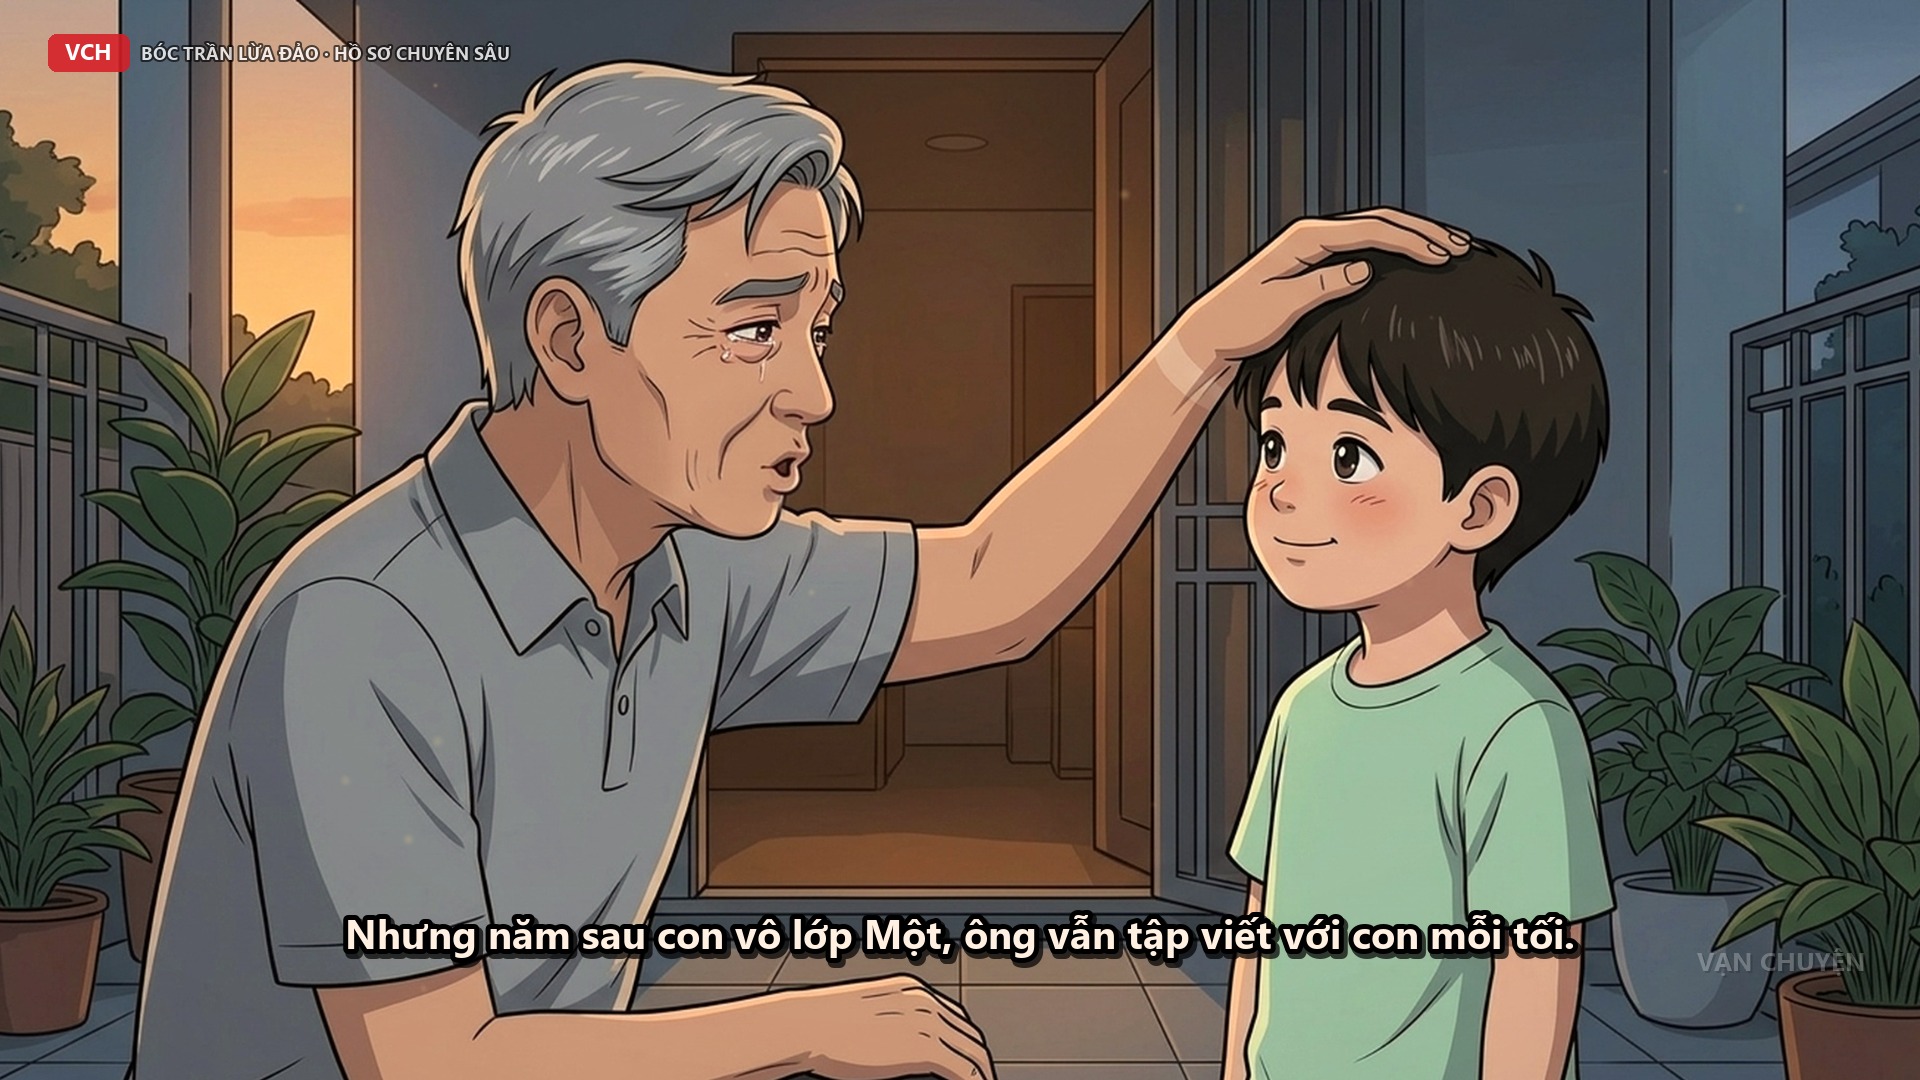 VCH BÓC TRẦN LỪA ĐẢO · HỒ SƠ CHUYÊN SÂU
Nhưng năm sau con vô lớp Một, ông vẫn tập viết với con mỗi tối.
VẠN CHUYỆN